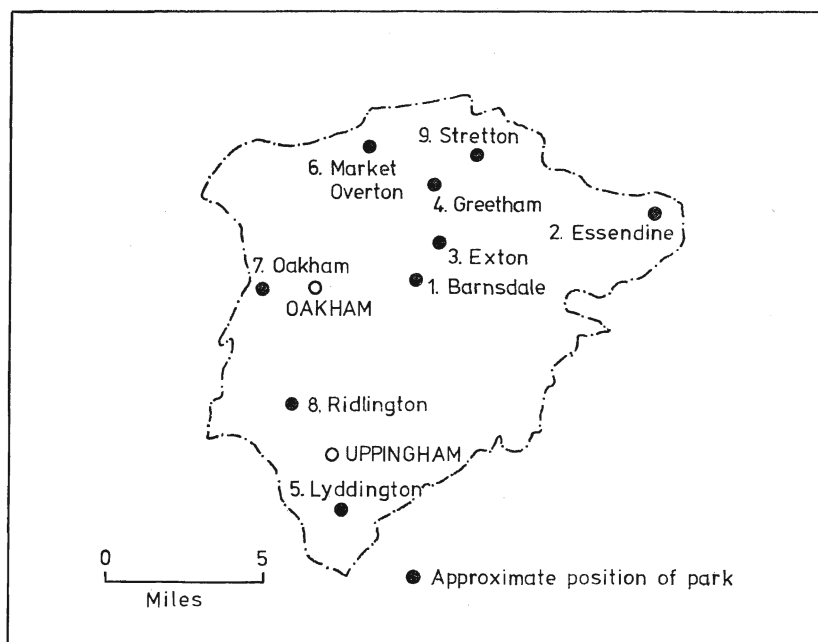 9. Stretton
6. Market
Overton
4. Greetham
2. Essendine
3. Exton
7. Oakham
1. Barnsdale
OAKHAM
8. Ridlington
UPPINGHAM
5. Lyddington
0 5
Miles
Approximate position of park